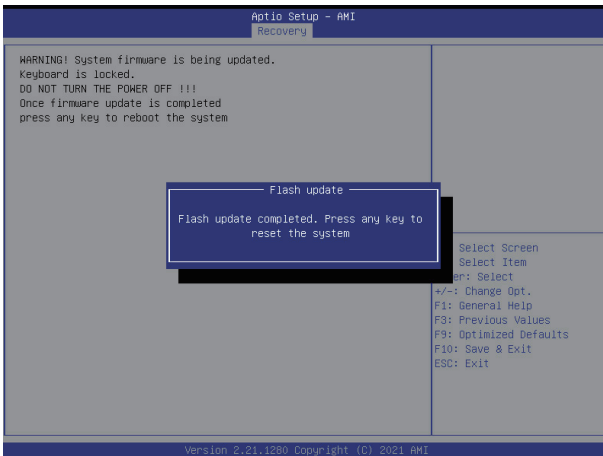 Aptio Setup - AMI
Recovery
WARNING! System firmware is being updated.
Keyboard is locked.
DO NOT TURN THE POWER OFF !!!
Once firmware update is completed
press any key to reboot the system
Flash update
Flash update completed. Press any key to
reset the system
Select Screen
Select Item
er: Select
+/-: Change Opt.
F1: General Help
F3: Previous Values
F9: Optimized Defaults
F10: Save & Exit
ESC: Exit
Version 2.21.1280 Copyright (C) 2021 AMI